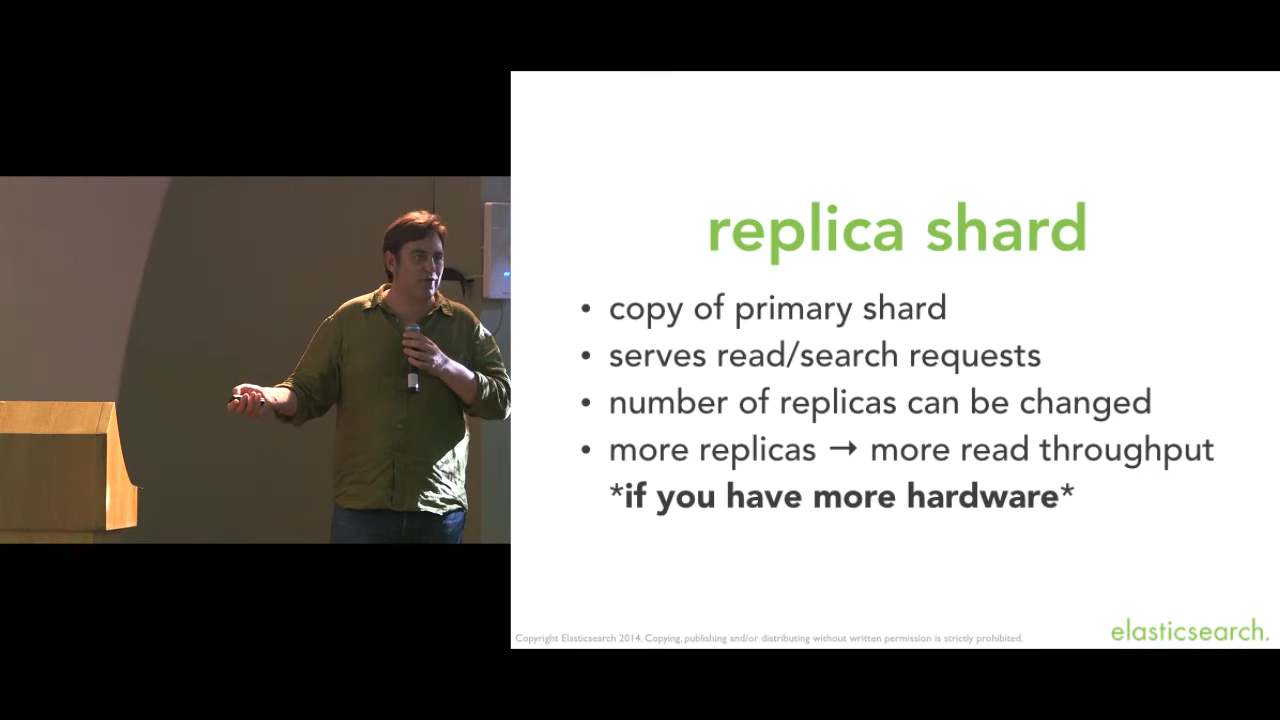 replica shard
• copy of primary shard
• serves read/search requests
• number of replicas can be changed
• more replicas → more read throughput
*if you have more hardware*
Copyright Elasticsearch 2014. Copying, publishing and/or distributing without written permission is strictly prohibited.
elasticsearch.